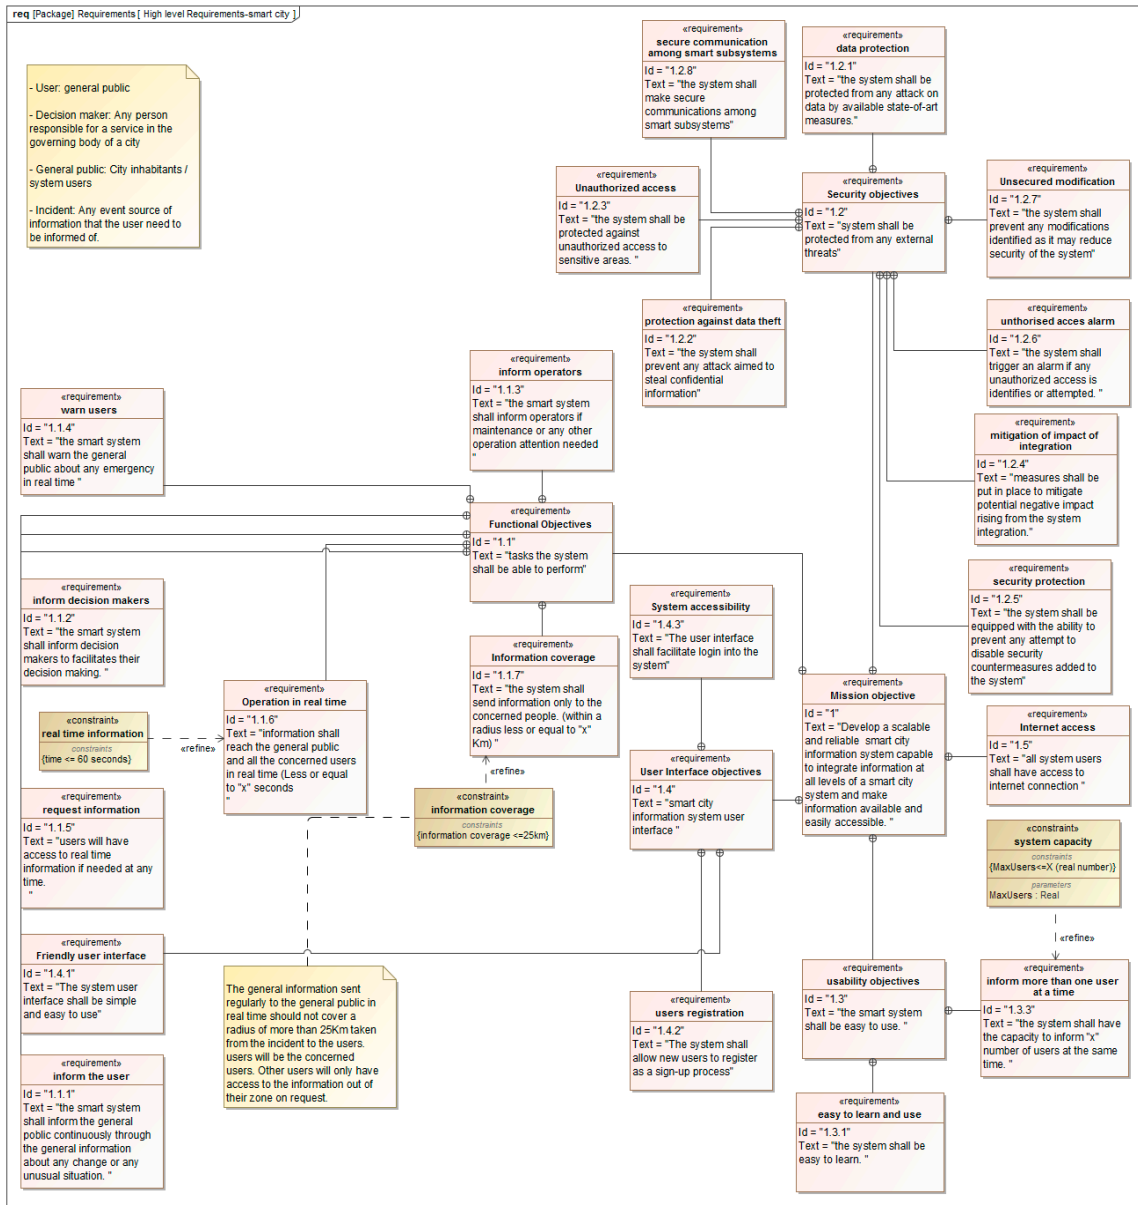 req [Package] Requirements [ High level Requirements-smart city ]
- User: general public
- Decision maker: Any person
responsible for a service in the
governing body of a city
- General public: City inhabitants /
system users
- Incident: Any event source of
information that the user need to
be informed of.
«requirement»
secure communication
among smart subsystems
Id = "1.2.8"
Text = "the system shall
make secure
communications among
smart subsystems"
«requirement»
data protection
Id = "1.2.1"
Text = "the system shall be
protected from any attack on
data by available state-of-art
measures."
«requirement»
Unauthorized access
Id = "1.2.3"
Text = "the system shall be
protected against
unauthorized access to
sensitive areas. "
«requirement»
Security objectives
Id = "1.2"
Text = "system shall be
protected from any external
threats"
«requirement»
Unsecured modification
Id = "1.2.7"
Text = "the system shall
prevent any modifications
identified as it may reduce
security of the system"
«requirement»
protection against data theft
Id = "1.2.2"
Text = "the system shall
prevent any attack aimed to
steal confidential
information"
«requirement»
unthorised acces alarm
Id = "1.2.6"
Text = "the system shall
trigger an alarm if any
unauthorized access is
identifies or attempted. "
«requirement»
inform operators
Id = "1.1.3"
Text = "the smart system
shall inform operators if
maintenance or any other
operation attention needed
"
«requirement»
warn users
Id = "1.1.4"
Text = "the smart system
shall warn the general
public about any emergency
in real time "
«requirement»
mitigation of impact of
integration
Id = "1.2.4"
Text = "measures shall be
put in place to mitigate
potential negative impact
rising from the system
integration."
«requirement»
Functional Objectives
Id = "1.1"
Text = "tasks the system
shall be able to perform"
«requirement»
security protection
Id = "1.2.5"
Text = "the system shall be
equipped with the ability to
prevent any attempt to
disable security
countermeasures added to
the system"
«requirement»
inform decision makers
Id = "1.1.2"
Text = "the smart system
shall inform decision
makers to facilitates their
decision making. "
«requirement»
System accessibility
Id = "1.4.3"
Text = "The user interface
shall facilitate login into the
system"
«requirement»
Information coverage
Id = "1.1.7"
Text = "the system shall
send information only to the
concerned people. (within a
radius less or equal to "x"
Km) "
«requirement»
Operation in real time
Id = "1.1.6"
Text = "information shall
reach the general public
and all the concerned users
in real time (Less or equal
to "x" seconds
"
«requirement»
Mission objective
Id = "1"
Text = "Develop a scalable
and reliable  smart city
information system capable
to integrate information at
all levels of a smart city
system and make
information available and
easily accessible. "
«constraint»
real time information
constraints
{time <= 60 seconds}
«refine»
«requirement»
Internet access
Id = "1.5"
Text = "all system users
shall have access to
internet connection "
«requirement»
User Interface objectives
Id = "1.4"
Text = "smart city
information system user
interface "
«refine»
«constraint»
information coverage
constraints
{information coverage <=25km}
«requirement»
request information
Id = "1.1.5"
Text = "users will have
access to real time
information if needed at any
time.
"
«constraint»
system capacity
constraints
{MaxUsers<=X (real number)}
parameters
MaxUsers : Real
«refine»
«requirement»
Friendly user interface
Id = "1.4.1"
Text = "The system user
interface shall be simple
and easy to use"
The general information sent
regularly to the general public in
real time should not cover a
radius of more than 25Km taken
from the incident to the users.
users will be the concerned
users. Other users will only have
access to the information out of
their zone on request.
«requirement»
users registration
Id = "1.4.2"
Text = "The system shall
allow new users to register
as a sign-up process"
«requirement»
usability objectives
Id = "1.3"
Text = "the smart system
shall be easy to use. "
«requirement»
inform more than one user
at a time
Id = "1.3.3"
Text = "the system shall have
the capacity to inform "x"
number of users at the same
time. "
«requirement»
inform the user
Id = "1.1.1"
Text = "the smart system
shall inform the general
poblic continuously through
the general information
about any change or any
unusual situation. "
«requirement»
easy to learn and use
Id = "1.3.1"
Text = "the system shall be
easy to learn. "